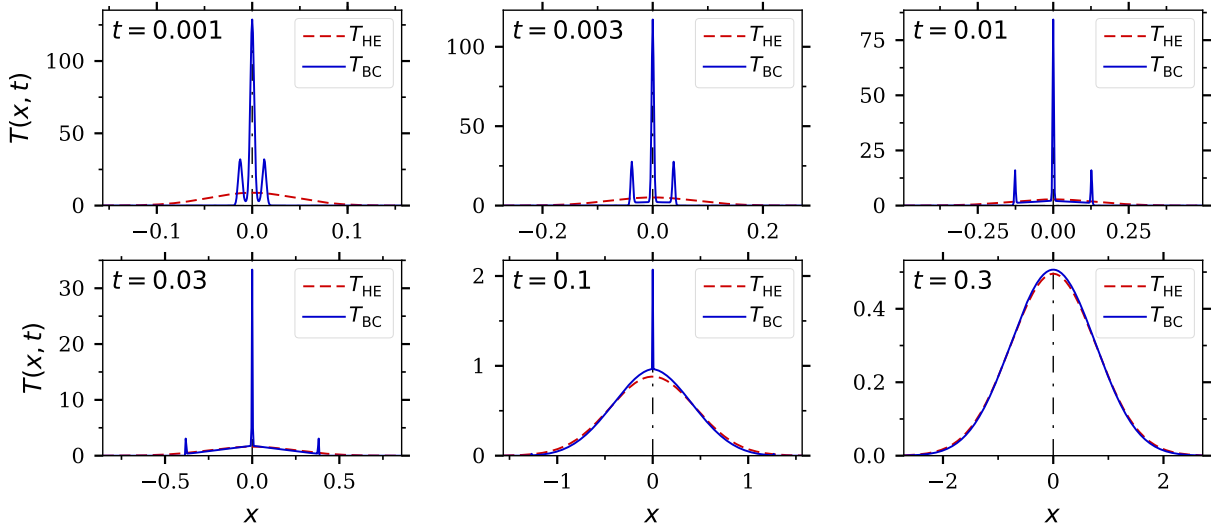 t = 0.001
T_HE
T_BC
T(x, t)
0
50
100
−0.1
0.0
0.1
t = 0.003
T_HE
T_BC
0
50
100
−0.2
0.0
0.2
t = 0.01
T_HE
T_BC
0
25
50
75
−0.25
0.00
0.25
t = 0.03
T_HE
T_BC
T(x, t)
0
10
20
30
−0.5
0.0
0.5
x
t = 0.1
T_HE
T_BC
0
1
2
−1
0
1
x
t = 0.3
T_HE
T_BC
0.0
0.2
0.4
−2
0
2
x